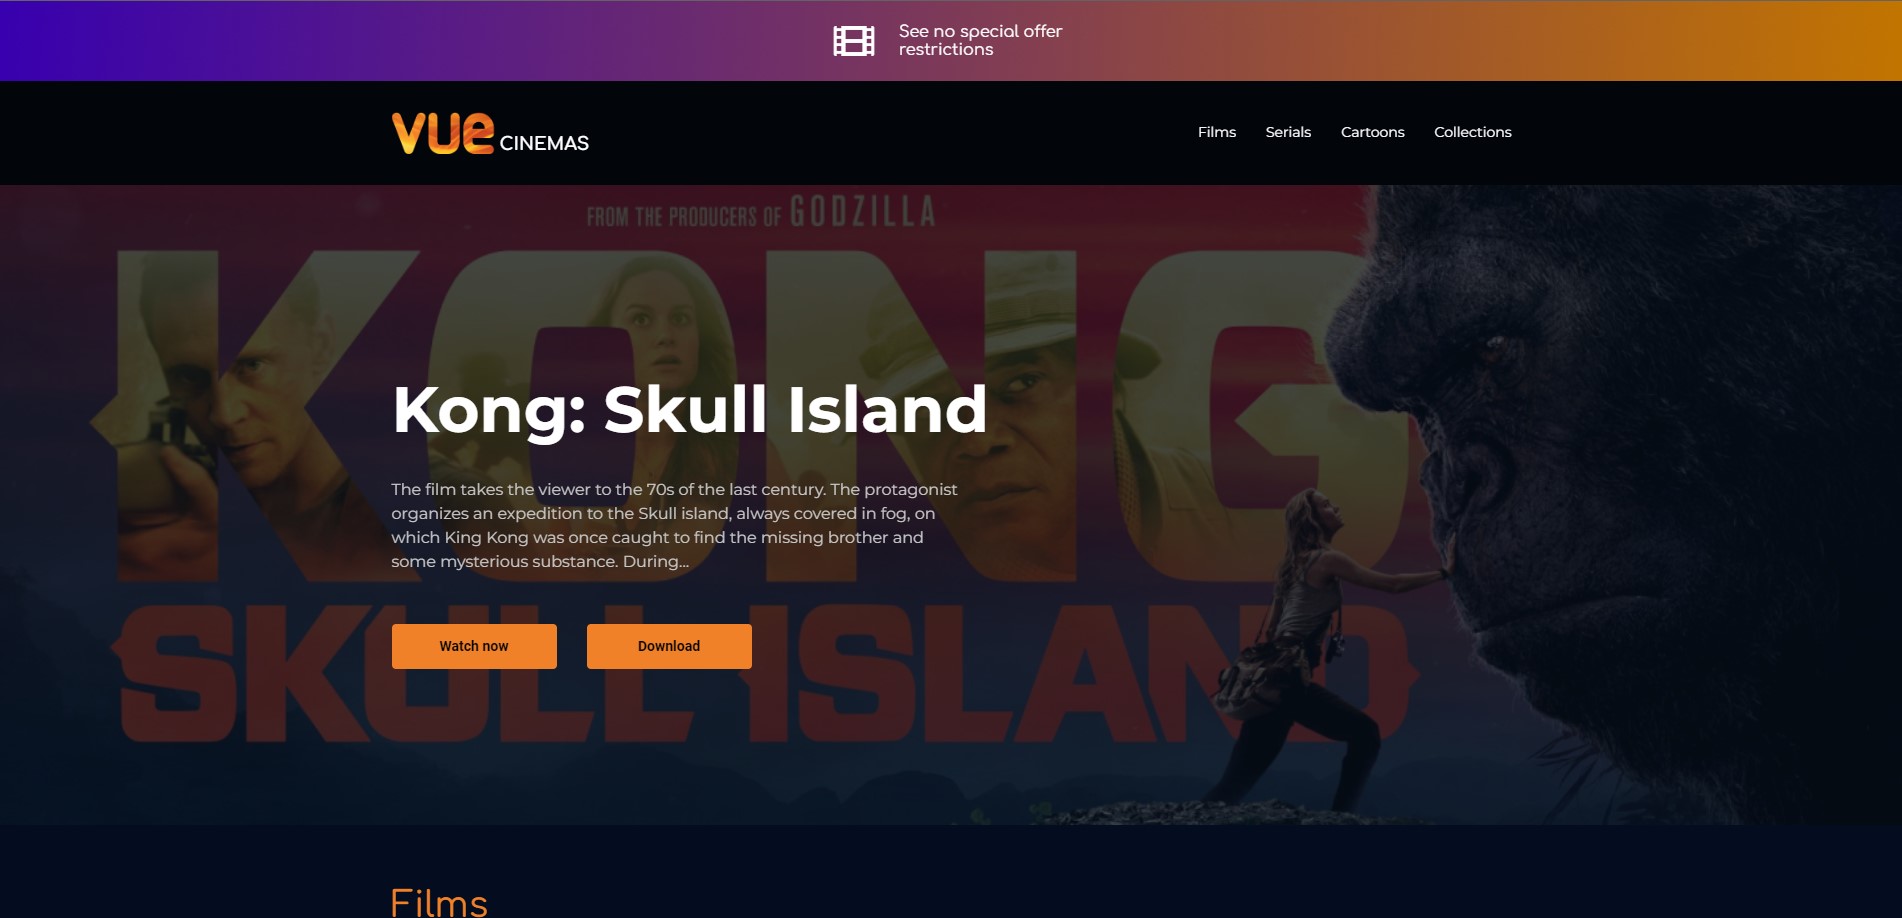 See no special offer
restrictions
vue CINEMAS
Films
Serials
Cartoons
Collections
FROM THE PRODUCERS OF GODZILLA
KONG
Kong: Skull Island
The film takes the viewer to the 70s of the last century. The protagonist
organizes an expedition to the Skull island, always covered in fog, on
which King Kong was once caught to find the missing brother and
some mysterious substance. During...
SKULL ISLAND
Watch now
Download
Films